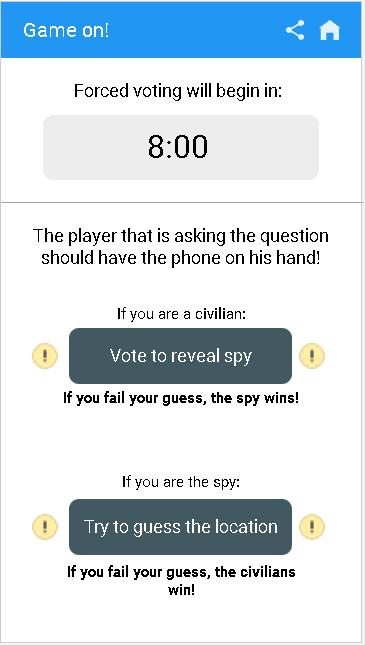 Game on!
Forced voting will begin in:
8:00
The player that is asking the question
should have the phone on his hand!
If you are a civilian:
Vote to reveal spy
If you fail your guess, the spy wins!
If you are the spy:
Try to guess the location
If you fail your guess, the civilians
win!